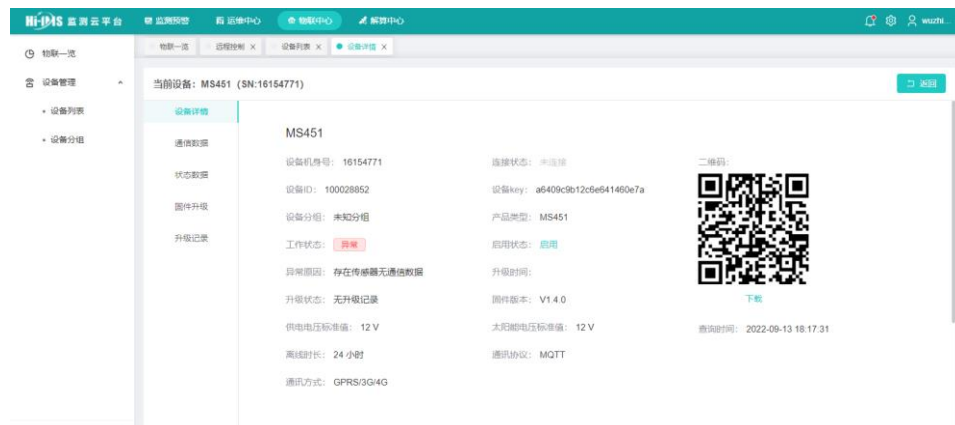 Hi-IMS 监测云平台 监测预警 运维中心 物联中心 解算中心 wuzhi...
物联一览 远程控制 × 设备列表 × 设备详情 ×
物联一览
设备管理
设备列表
设备分组
当前设备：MS451 (SN:16154771) 返回
设备详情
通信数据
状态数据
固件升级
升级记录
MS451
设备机身号： 16154771 连接状态： 未连接 二维码：
设备ID： 100028852 设备key： a6409c9b12c6e641460e7a
设备分组： 未知分组 产品类型： MS451
工作状态： 异常 启用状态： 启用
异常原因： 存在传感器无通信数据 升级时间：
升级状态： 无升级记录 固件版本： V1.4.0 下载
供电电压标准值： 12 V 太阳能电压标准值： 12 V 查询时间： 2022-09-13 18:17:31
离线时长： 24 小时 通讯协议： MQTT
通讯方式： GPRS/3G/4G